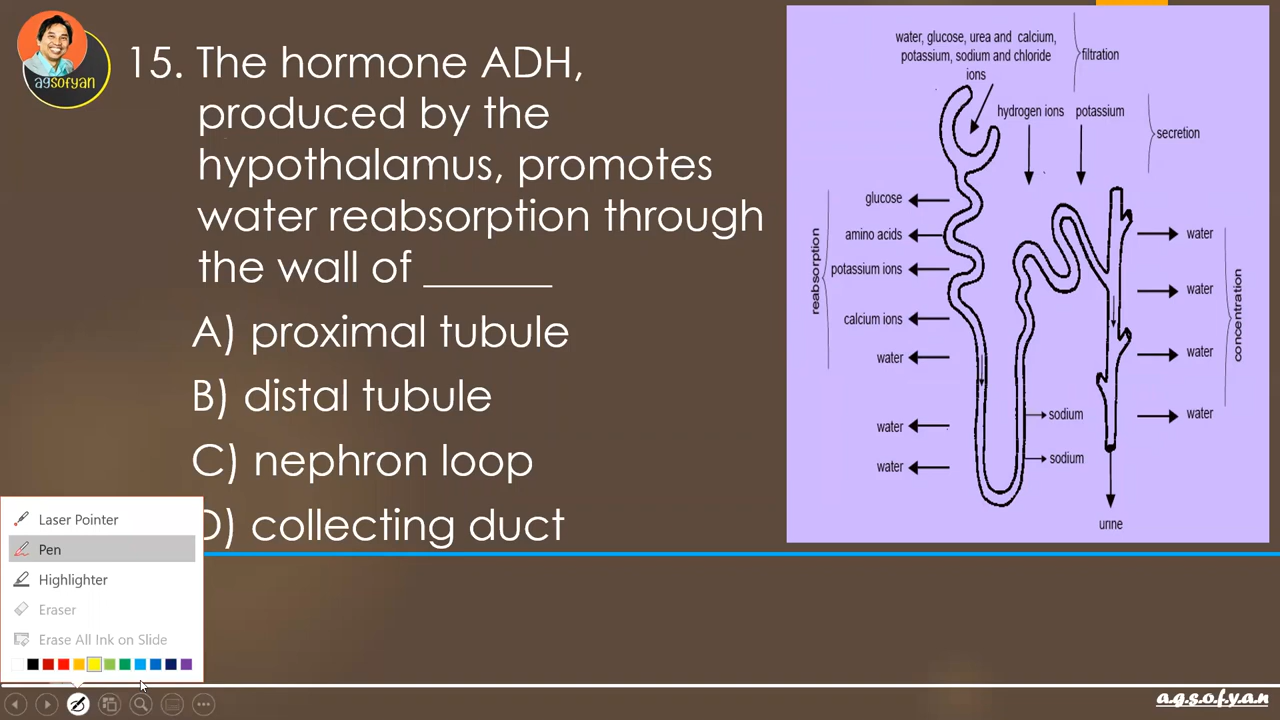 agsofyan
15. The hormone ADH,
produced by the
hypothalamus, promotes
water reabsorption through
the wall of _______
A) proximal tubule
B) distal tubule
C) nephron loop
D) collecting duct
water, glucose, urea and calcium,
potassium, sodium and chloride
ions
filtration
hydrogen ions
potassium
secretion
reabsorption
glucose
amino acids
potassium ions
calcium ions
water
water
water
sodium
sodium
water
water
water
water
concentration
urine
Laser Pointer
Pen
Highlighter
Eraser
Erase All Ink on Slide
a.g.s.o.f.y.a.n